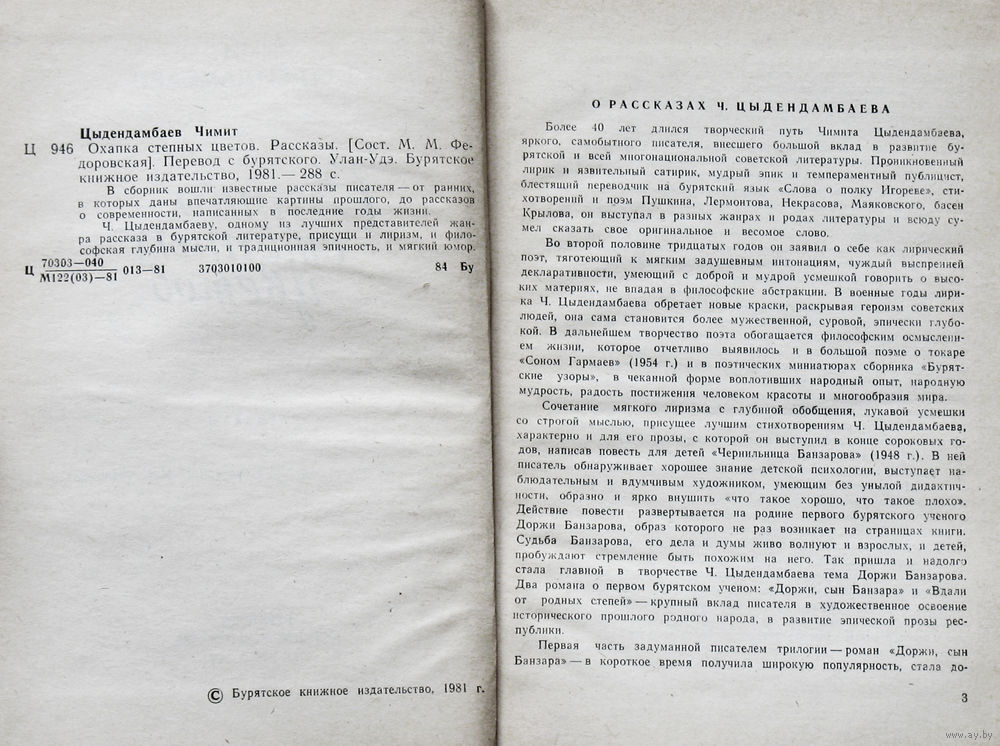 Цыдендамбаев Чимит
Ц 946 Охапка степных цветов. Рассказы. [Сост. М. М. Фе-
доровская]. Перевод с бурятского. Улан-Удэ. Бурятское
книжное издательство, 1981.— 288 с.
В сборник вошли известные рассказы писателя — от ранних,
в которых даны впечатляющие картины прошлого, до рассказов
о современности, написанных в последние годы жизни.
Ч. Цыдендамбаеву, одному из лучших представителей жан-
ра рассказа в бурятской литературе, присущи и лиризм, и фило-
софская глубина мысли, и традиционная эпичность, и мягкий юмор.
Ц 70303—040
М122(03)—81 013—81 3703010100 84 Бу
© Бурятское книжное издательство, 1981 г.
О РАССКАЗАХ Ч. ЦЫДЕНДАМБАЕВА
Более 40 лет длился творческий путь Чимита Цыдендамбаева,
яркого, самобытного писателя, внесшего большой вклад в развитие бу-
рятской и всей многонациональной советской литературы. Проникновенный
лирик и язвительный сатирик, мудрый эпик и темпераментный публицист,
блестящий переводчик на бурятский язык «Слова о полку Игореве», сти-
хотворений и поэм Пушкина, Лермонтова, Некрасова, Маяковского, басен
Крылова, он выступал в разных жанрах и родах литературы и всюду су-
мел сказать свое оригинальное и весомое слово.
Во второй половине тридцатых годов он заявил о себе как лирический
поэт, тяготеющий к мягким задушевным интонациям, чуждый выспренней
декларативности, умеющий с доброй и мудрой усмешкой говорить о высо-
ких материях, не впадая в философские абстракции. В военные годы лири-
ка Ч. Цыдендамбаева обретает новые краски, раскрывая героизм советских
людей, она сама становится более мужественной, суровой, эпически глубо-
кой. В дальнейшем творчество поэта обогащается философским осмыслени-
ем жизни, которое отчетливо выявилось и в большой поэме о токаре
«Соном Гармаев» (1954 г.) и в поэтических миниатюрах сборника «Бурят-
ские узоры», в чеканной форме воплотивших народный опыт, народную
мудрость, радость постижения человеком красоты и многообразия мира.
Сочетание мягкого лиризма с глубиной обобщения, лукавой усмешки
со строгой мыслью, присущее лучшим стихотворениям Ч. Цыдендамбаева,
характерно и для его прозы, с которой он выступил в конце сороковых го-
дов, написав повесть для детей «Чернильница Банзарова» (1948 г.). В ней
писатель обнаруживает хорошее знание детской психологии, выступает на-
блюдательным и вдумчивым художником, умеющим без унылой дидактич-
ности, образно и ярко внушить «что такое хорошо, что такое плохо».
Действие повести развертывается на родине первого бурятского ученого
Доржи Банзарова, образ которого не раз возникает на страницах книги.
Судьба Банзарова, его дела и думы живо волнуют и взрослых, и детей,
пробуждают стремление быть похожим на него. Так пришла и надолго
стала главной в творчестве Ч. Цыдендамбаева тема Доржи Банзарова.
Два романа о первом бурятском ученом: «Доржи, сын Банзара» и «Вдали
от родных степей» — крупный вклад писателя в художественное освоение
исторического прошлого родного народа, в развитие эпической прозы рес-
публики.
Первая часть задуманной писателем трилогии — роман «Доржи, сын
Банзара» — в короткое время получила широкую популярность, стала до-
3
www.ay.by